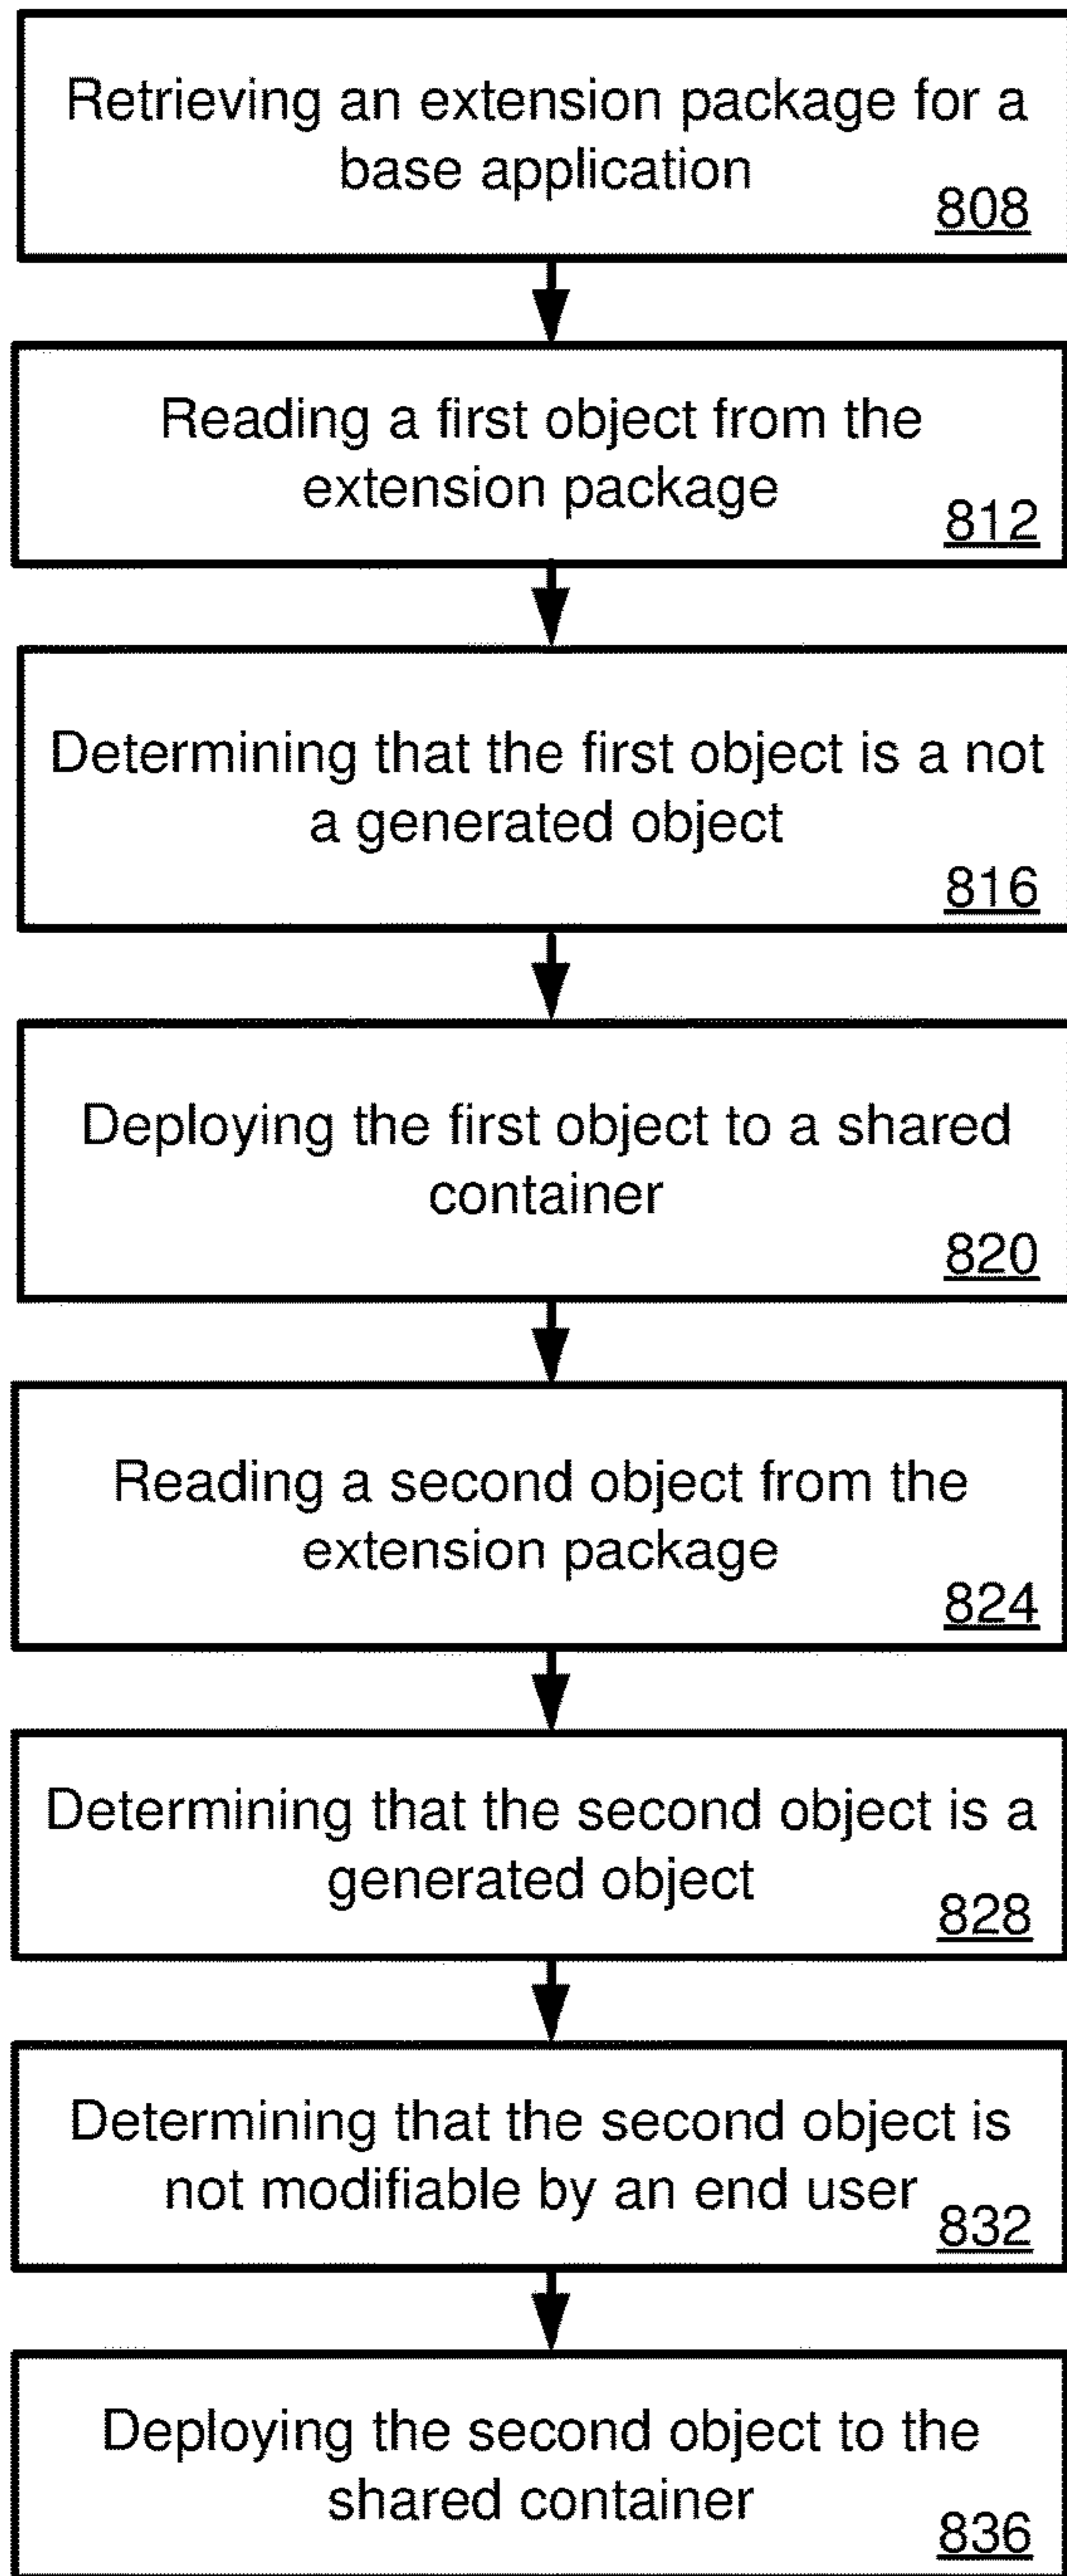 Retrieving an extension package for a
base application
808
Reading a first object from the
extension package
812
Determining that the first object is a not
a generated object
816
Deploying the first object to a shared
container
820
Reading a second object from the
extension package
824
Determining that the second object is a
generated object
828
Determining that the second object is
not modifiable by an end user
832
Deploying the second object to the
shared container
836